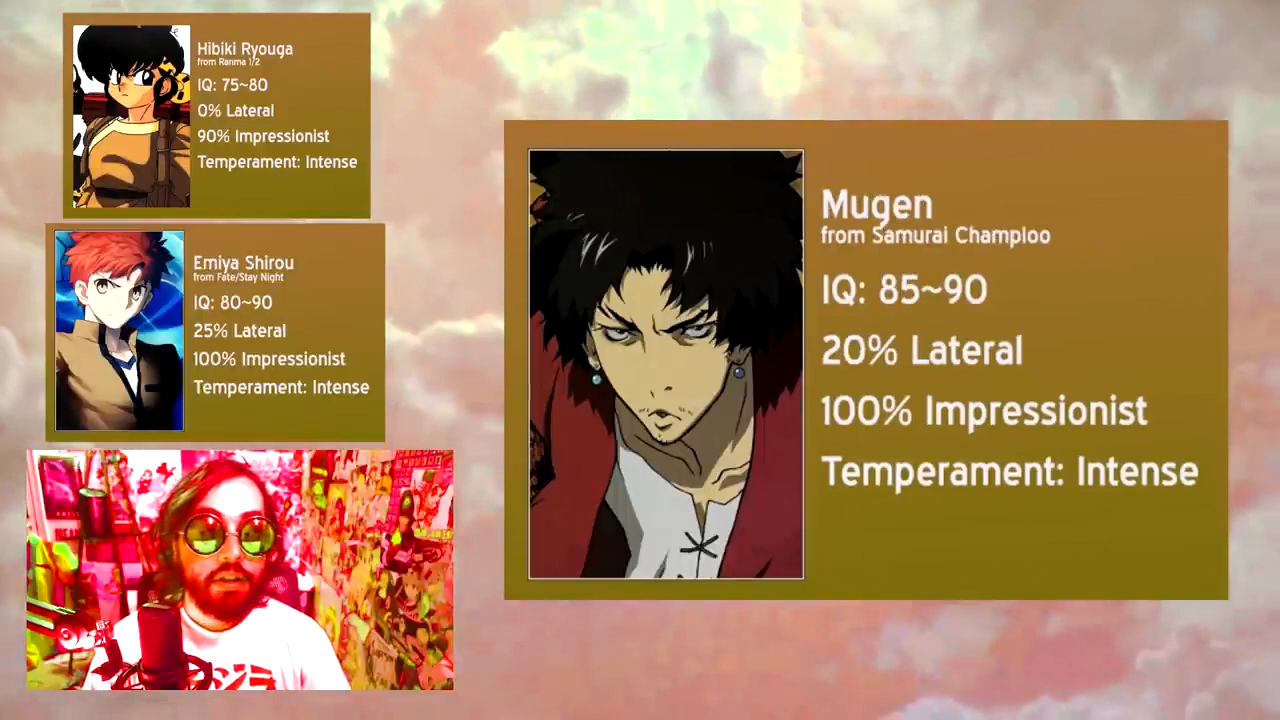 Hibiki Ryouga
from Ranma 1/2
IQ: 75~80
0% Lateral
90% Impressionist
Temperament: Intense
Emiya Shirou
from Fate/Stay Night
IQ: 80~90
25% Lateral
100% Impressionist
Temperament: Intense
Mugen
from Samurai Champloo
IQ: 85~90
20% Lateral
100% Impressionist
Temperament: Intense